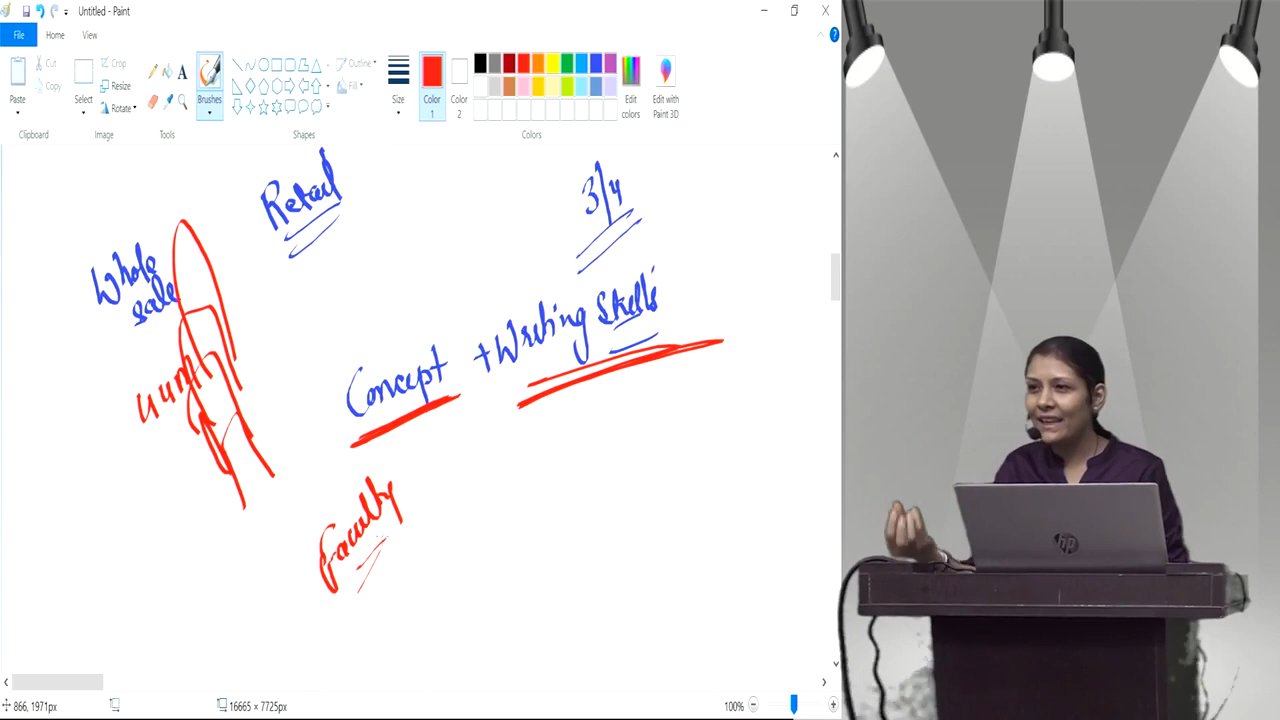 Untitled - Paint
File
Home
View
Paste
Cut
Copy
Clipboard
Select
Crop
Resize
Rotate
Image
A
Tools
Brushes
Outline
Fill
Shapes
Size
Color 1
Color 2
Edit colors
Edit with Paint 3D
Colors
Retail
3/4
Whole
sale
Concept + Writing Skills
Faculty
hp
866, 1971px
16665 × 7725px
100%